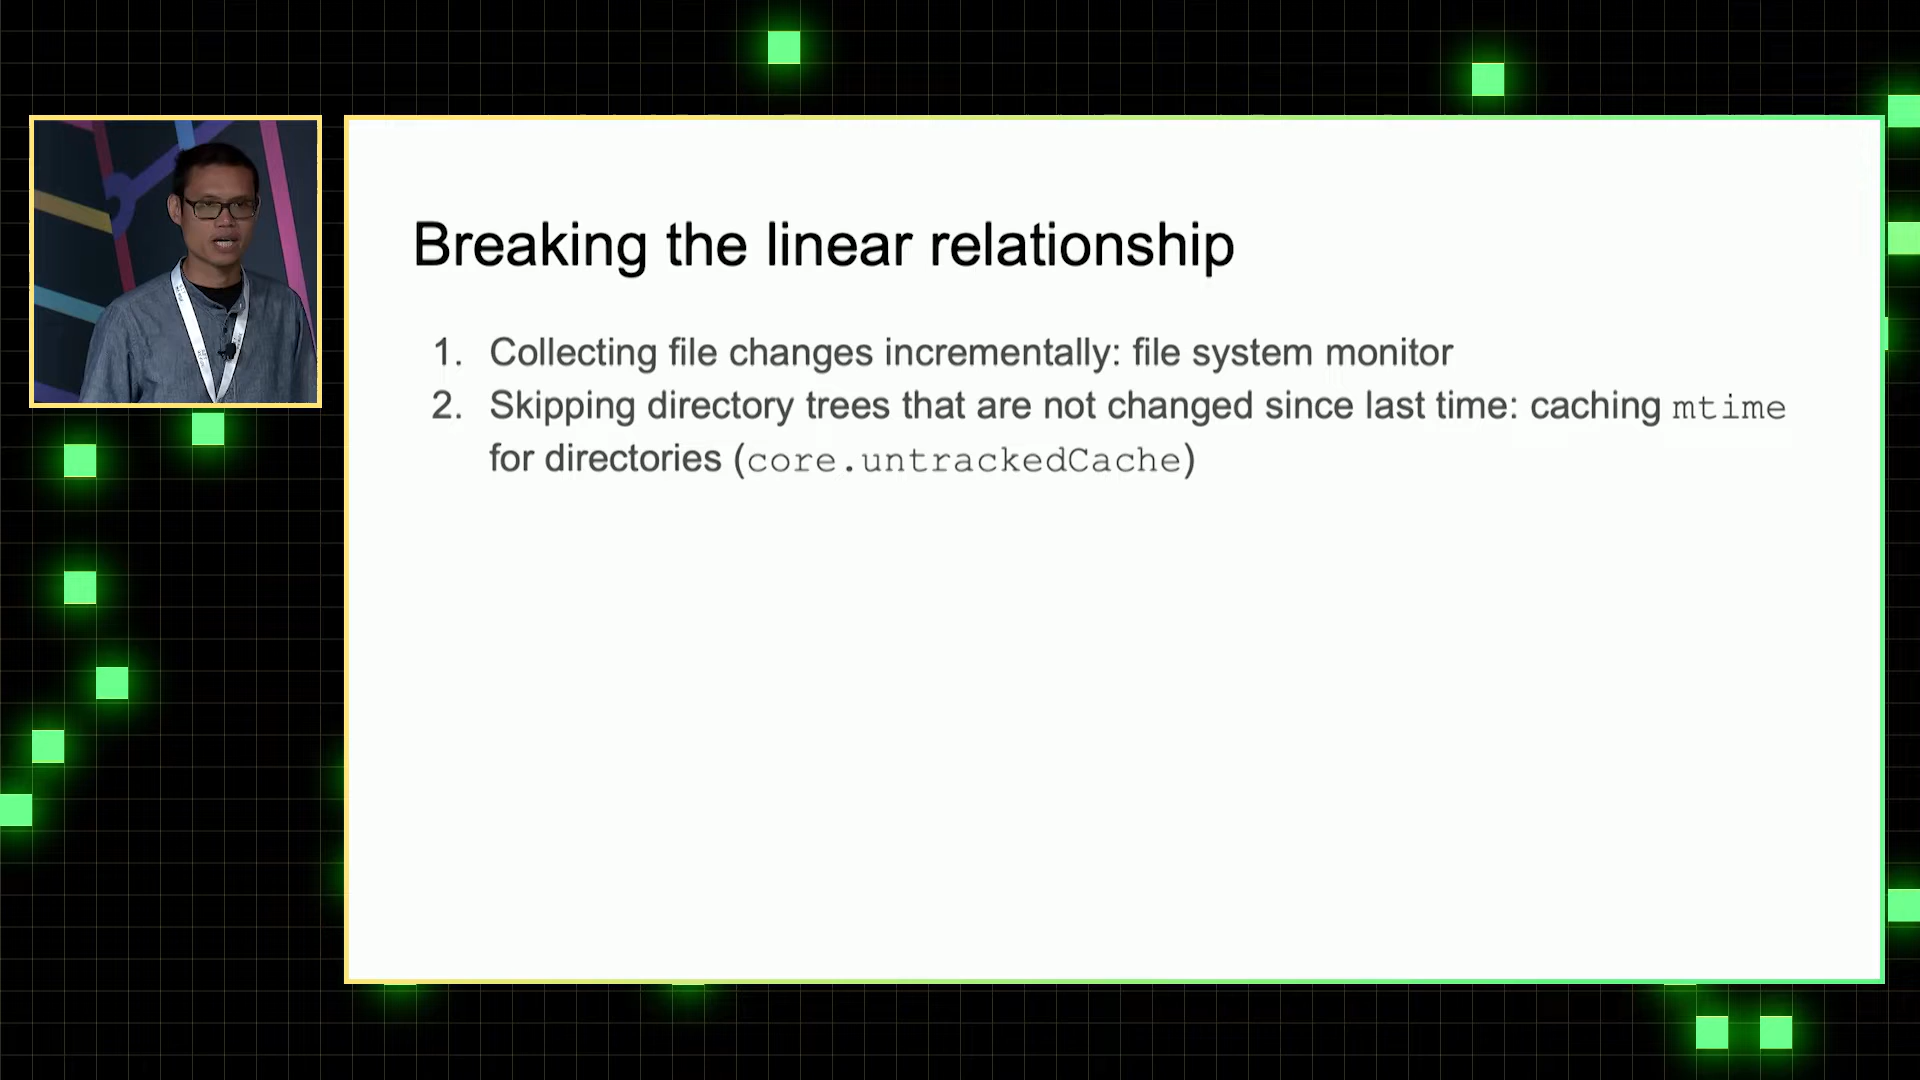 Breaking the linear relationship
1. Collecting file changes incrementally: file system monitor
2. Skipping directory trees that are not changed since last time: caching mtime
for directories (core.untrackedCache)